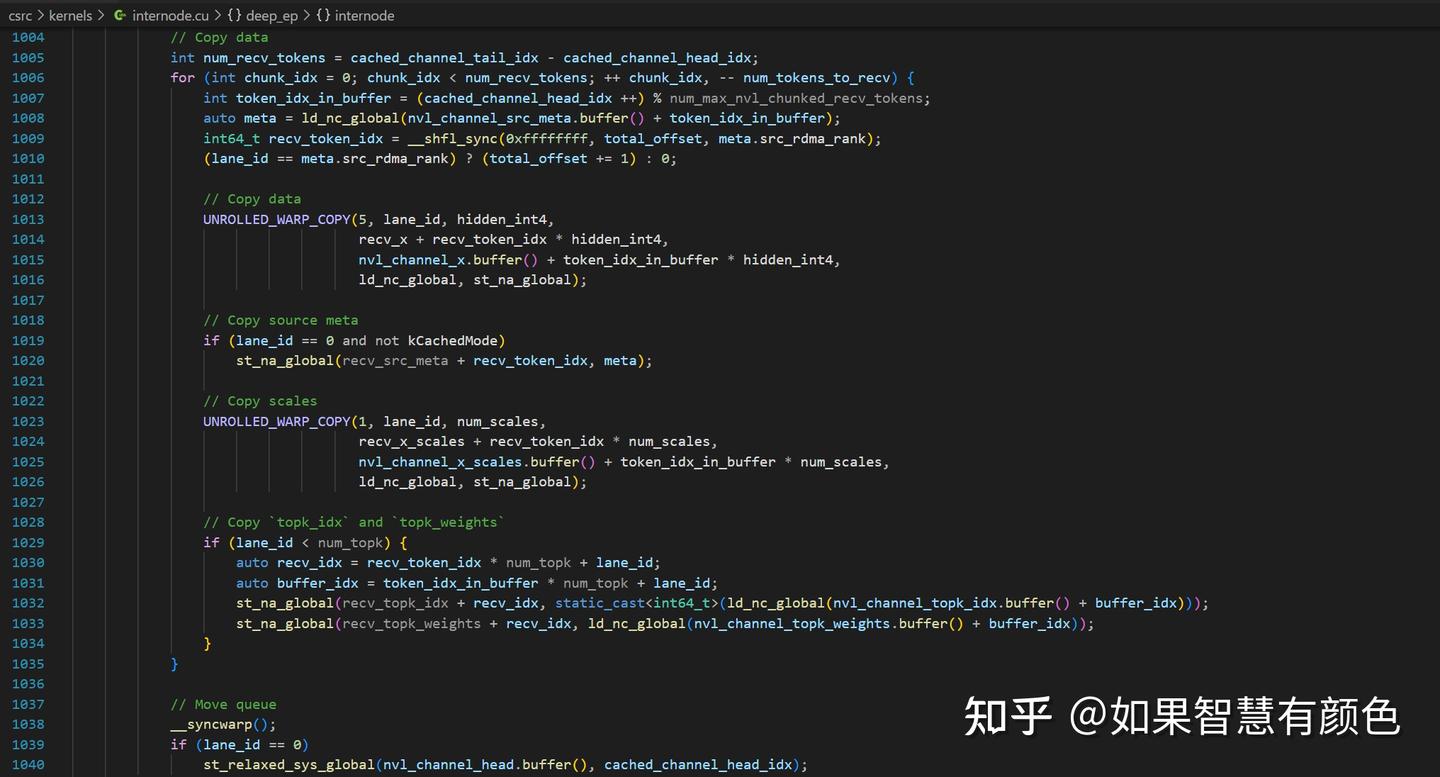 csrc > kernels > internode.cu > {} deep_ep > {} internode
1004 // Copy data
1005 int num_recv_tokens = cached_channel_tail_idx - cached_channel_head_idx;
1006 for (int chunk_idx = 0; chunk_idx < num_recv_tokens; ++ chunk_idx, -- num_tokens_to_recv) {
1007 int token_idx_in_buffer = (cached_channel_head_idx ++) % num_max_nvl_chunked_recv_tokens;
1008 auto meta = ld_nc_global(nvl_channel_src_meta.buffer() + token_idx_in_buffer);
1009 int64_t recv_token_idx = __shfl_sync(0xffffffff, total_offset, meta.src_rdma_rank);
1010 (lane_id == meta.src_rdma_rank) ? (total_offset += 1) : 0;
1011
1012 // Copy data
1013 UNROLLED_WARP_COPY(5, lane_id, hidden_int4,
1014 recv_x + recv_token_idx * hidden_int4,
1015 nvl_channel_x.buffer() + token_idx_in_buffer * hidden_int4,
1016 ld_nc_global, st_na_global);
1017
1018 // Copy source meta
1019 if (lane_id == 0 and not kCachedMode)
1020 st_na_global(recv_src_meta + recv_token_idx, meta);
1021
1022 // Copy scales
1023 UNROLLED_WARP_COPY(1, lane_id, num_scales,
1024 recv_x_scales + recv_token_idx * num_scales,
1025 nvl_channel_x_scales.buffer() + token_idx_in_buffer * num_scales,
1026 ld_nc_global, st_na_global);
1027
1028 // Copy `topk_idx` and `topk_weights`
1029 if (lane_id < num_topk) {
1030 auto recv_idx = recv_token_idx * num_topk + lane_id;
1031 auto buffer_idx = token_idx_in_buffer * num_topk + lane_id;
1032 st_na_global(recv_topk_idx + recv_idx, static_cast<int64_t>(ld_nc_global(nvl_channel_topk_idx.buffer() + buffer_idx)));
1033 st_na_global(recv_topk_weights + recv_idx, ld_nc_global(nvl_channel_topk_weights.buffer() + buffer_idx));
1034 }
1035 }
1036
1037 // Move queue
1038 __syncwarp();
1039 if (lane_id == 0)
1040 st_relaxed_sys_global(nvl_channel_head.buffer(), cached_channel_head_idx);
知乎 @如果智慧有颜色